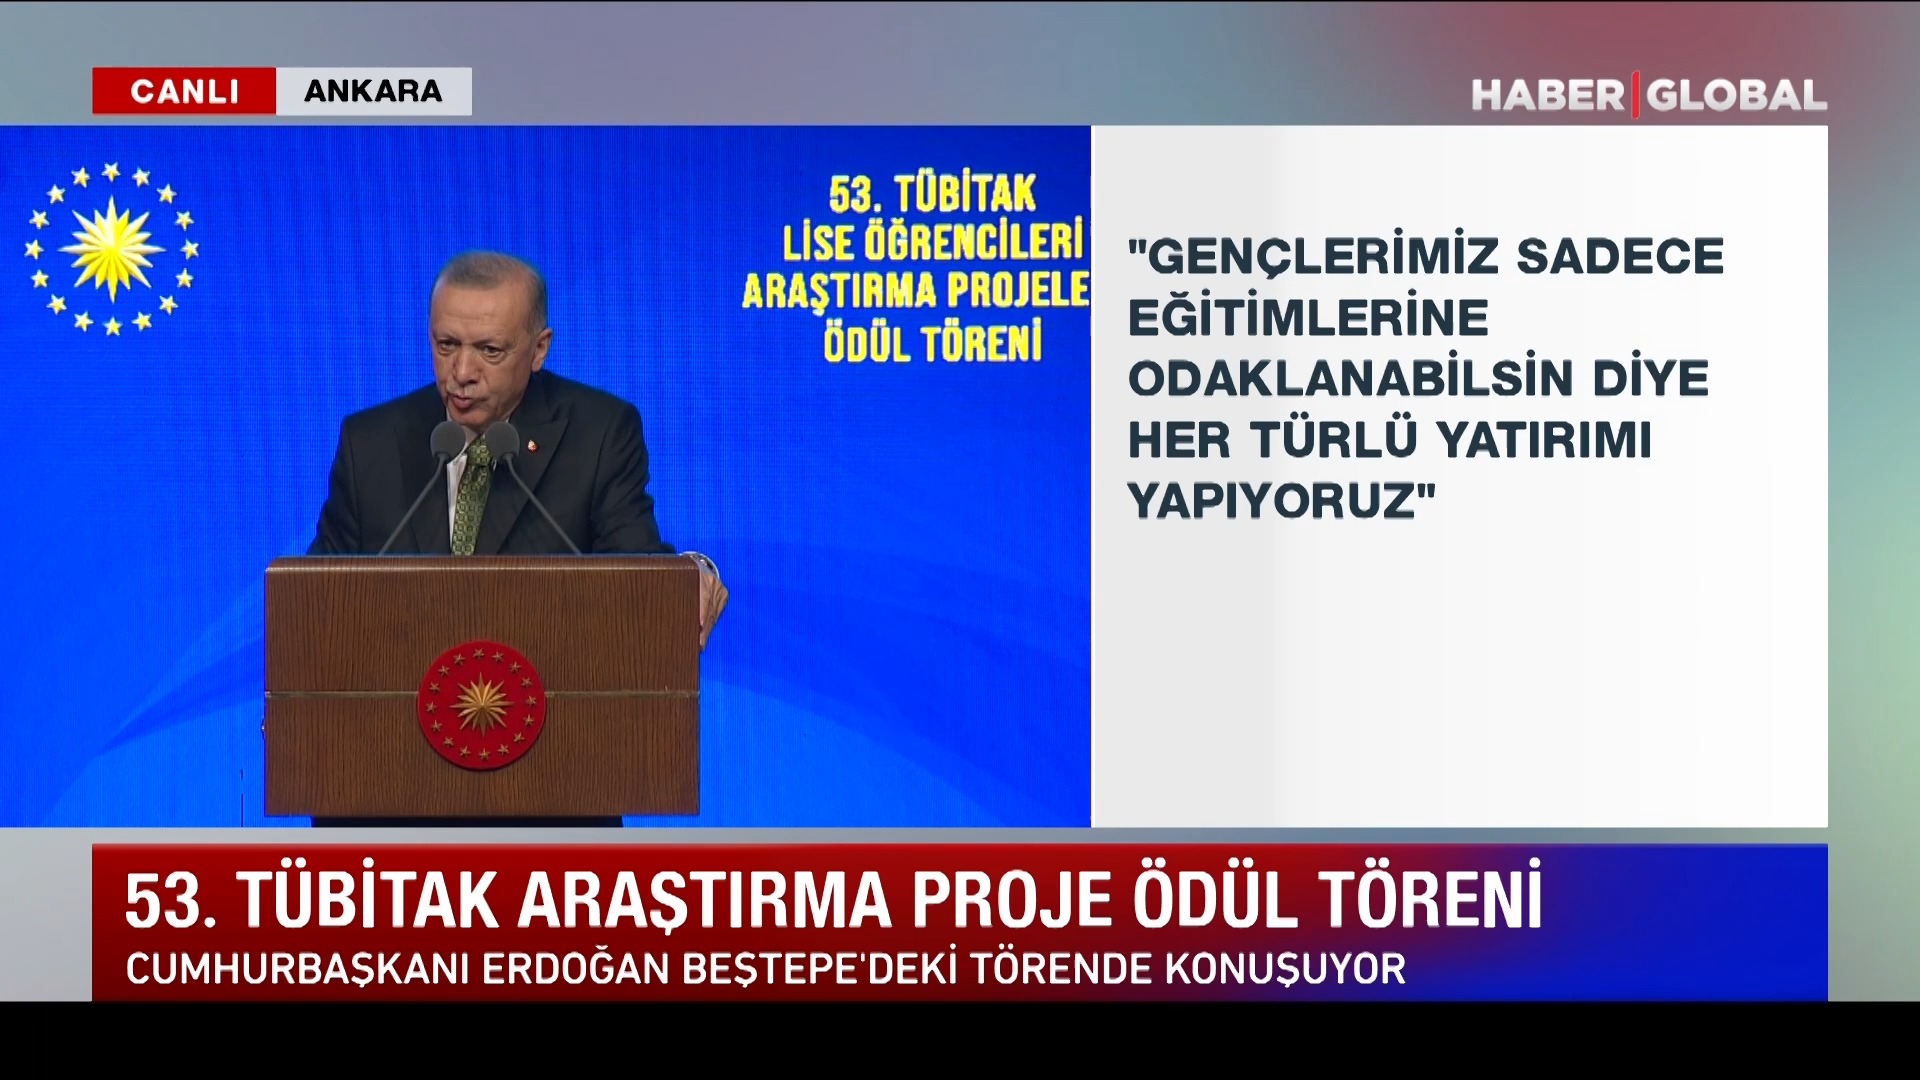 CANLI ANKARA
HABER GLOBAL
53. TÜBİTAK
LİSE ÖĞRENCİLERİ
ARAŞTIRMA PROJELE
ÖDÜL TÖRENİ
"GENÇLERİMİZ SADECE
EĞİTİMLERİNE
ODAKLANABİLSİN DİYE
HER TÜRLÜ YATIRIMI
YAPIYORUZ"
53. TÜBİTAK ARAŞTIRMA PROJE ÖDÜL TÖRENİ
CUMHURBAŞKANI ERDOĞAN BEŞTEPE'DEKİ TÖRENDE KONUŞUYOR